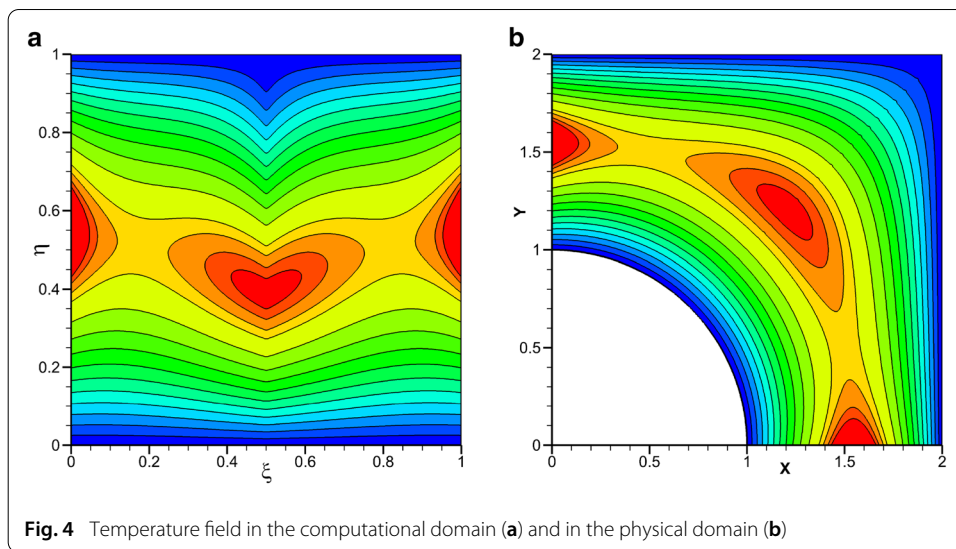 a
1
0.8
0.6
η
0.4
0.2
0
0 0.2 0.4 0.6 0.8 1
ξ
b
2
1.5
Y
1
0.5
0
0 0.5 1 1.5 2
X
Fig. 4 Temperature field in the computational domain (a) and in the physical domain (b)